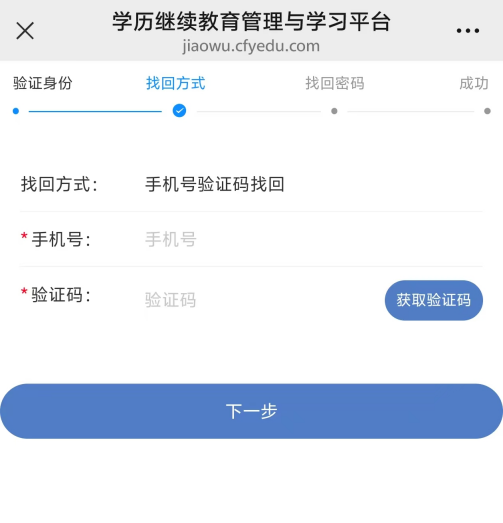 学历继续教育管理与学习平台
jiaowu.cfyedu.com
验证身份 找回方式 找回密码 成功
找回方式： 手机号验证码找回
*手机号： 手机号
*验证码： 验证码 获取验证码
下一步